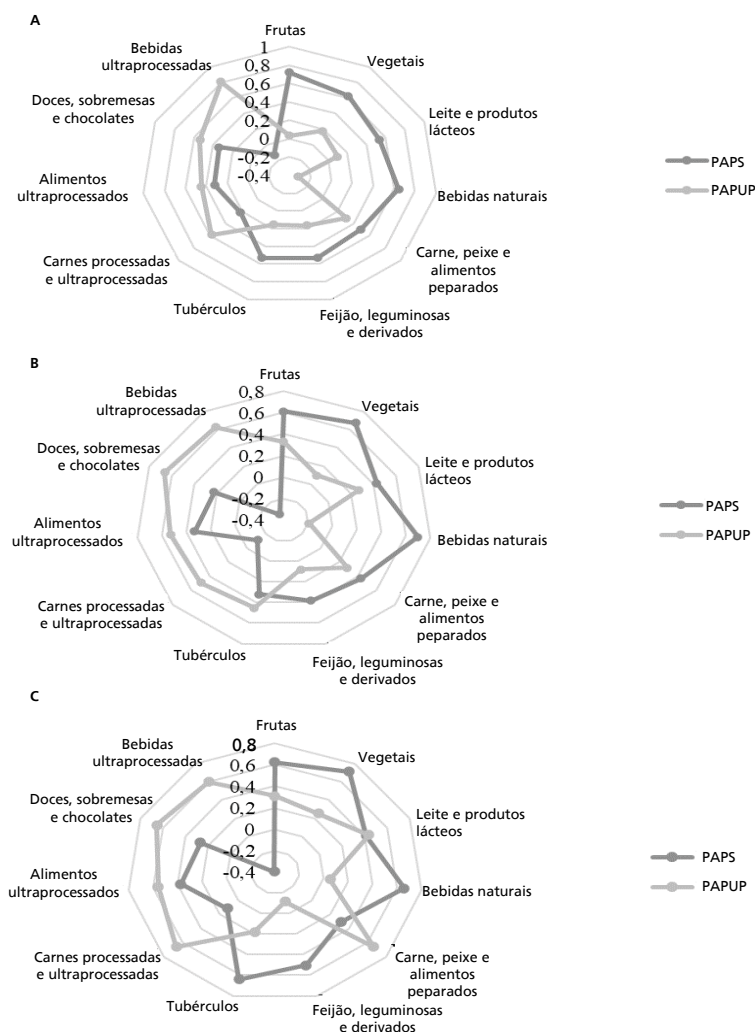 A
Frutas
Vegetais
Leite e produtos
lácteos
Bebidas naturais
Carne, peixe e
alimentos
peparados
Feijão, leguminosas
e derivados
Tubérculos
Carnes processadas
e ultraprocessadas
Alimentos
ultraprocessados
Doces, sobremesas
e chocolates
Bebidas
ultraprocessadas
1
0,8
0,6
0,4
0,2
0
-0,2
-0,4
PAPS
PAPUP
B
Frutas
Vegetais
Leite e produtos
lácteos
Bebidas naturais
Carne, peixe e
alimentos
peparados
Feijão, leguminosas
e derivados
Tubérculos
Carnes processadas
e ultraprocessadas
Alimentos
ultraprocessados
Doces, sobremesas
e chocolates
Bebidas
ultraprocessadas
0,8
0,6
0,4
0,2
0
-0,2
-0,4
PAPS
PAPUP
C
Frutas
Vegetais
Leite e produtos
lácteos
Bebidas naturais
Carne, peixe e
alimentos
peparados
Feijão, leguminosas
e derivados
Tubérculos
Carnes processadas
e ultraprocessadas
Alimentos
ultraprocessados
Doces, sobremesas
e chocolates
Bebidas
ultraprocessadas
0,8
0,6
0,4
0,2
0
-0,2
-0,4
PAPS
PAPUP